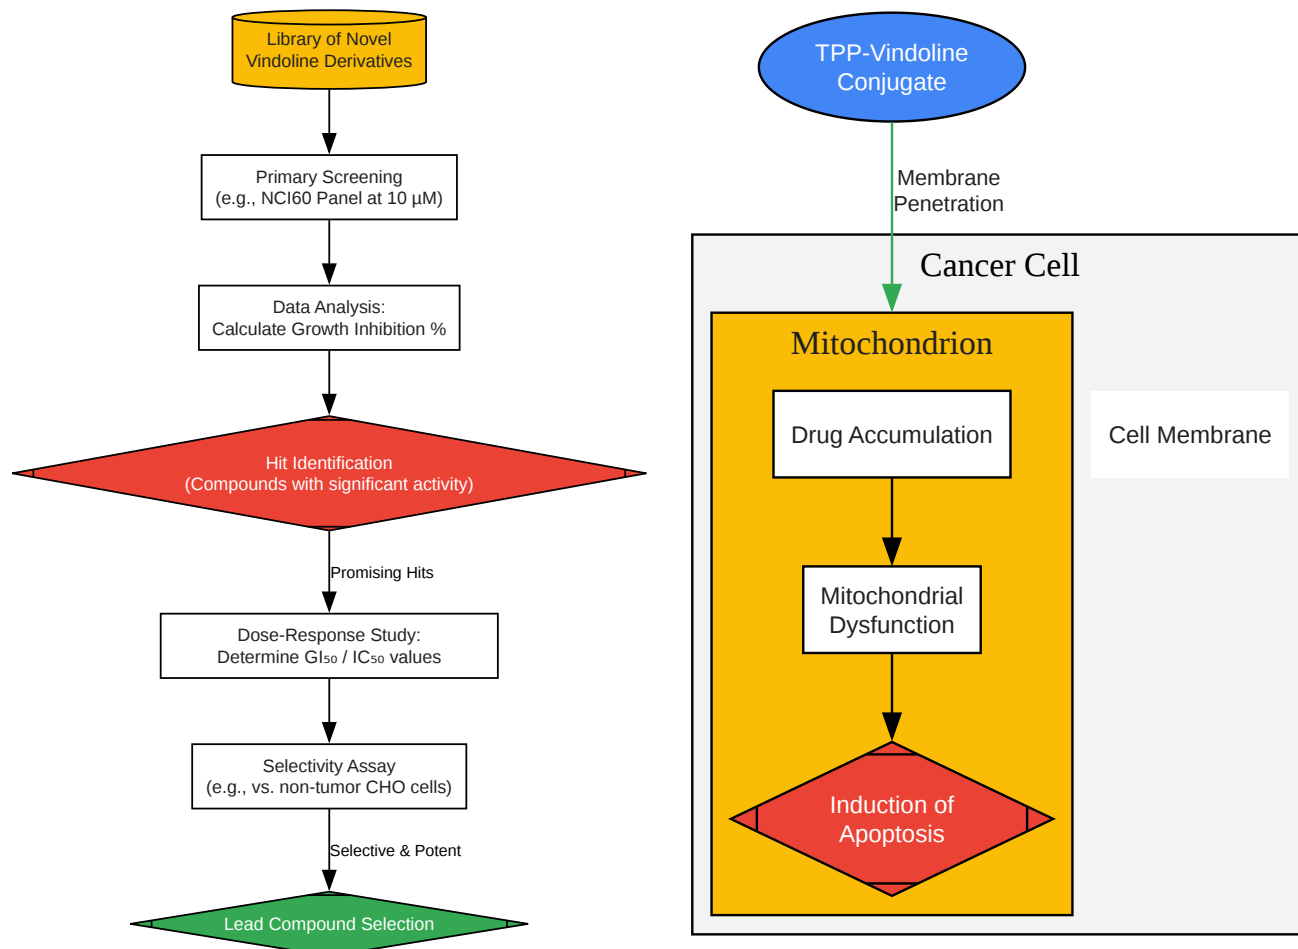 Library of Novel
Vindoline Derivatives
Primary Screening
(e.g., NCI60 Panel at 10 µM)
Data Analysis:
Calculate Growth Inhibition %
Hit Identification
(Compounds with significant activity)
Promising Hits
Dose-Response Study:
Determine GI₅₀ / IC₅₀ values
Selectivity Assay
(e.g., vs. non-tumor CHO cells)
Selective & Potent
Lead Compound Selection
TPP-Vindoline
Conjugate
Membrane
Penetration
Cancer Cell
Mitochondrion
Drug Accumulation
Cell Membrane
Mitochondrial
Dysfunction
Induction of
Apoptosis